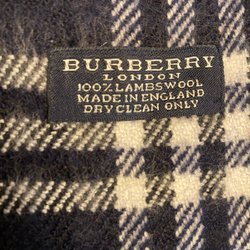 BURBERRY
LONDON
100% LAMBSWOOL
MADE IN ENGLAND
DRY CLEAN ONLY